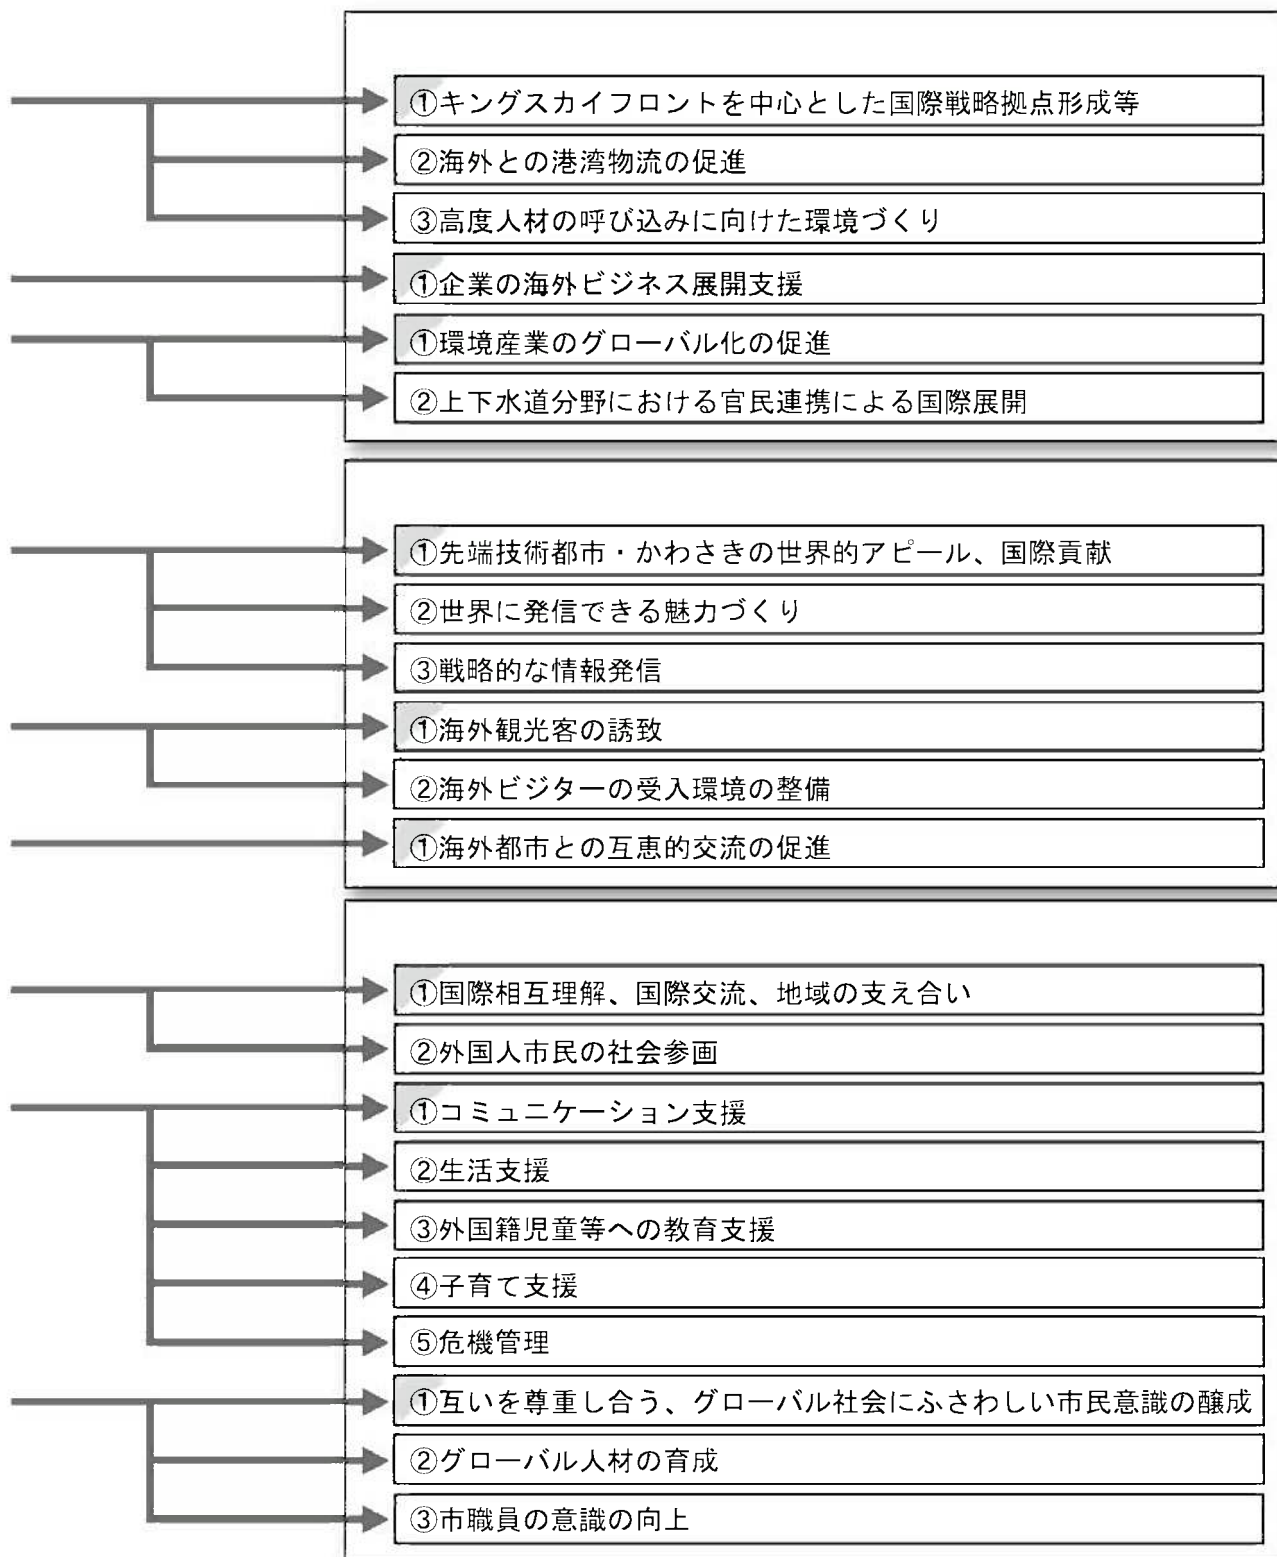 ①キングスカイフロントを中心とした国際戦略拠点形成等
②海外との港湾物流の促進
③高度人材の呼び込みに向けた環境づくり
①企業の海外ビジネス展開支援
①環境産業のグローバル化の促進
②上下水道分野における官民連携による国際展開
①先端技術都市・かわさきの世界的アピール、国際貢献
②世界に発信できる魅力づくり
③戦略的な情報発信
①海外観光客の誘致
②海外ビジターの受入環境の整備
①海外都市との互恵的交流の促進
①国際相互理解、国際交流、地域の支え合い
②外国人市民の社会参画
①コミュニケーション支援
②生活支援
③外国籍児童等への教育支援
④子育て支援
⑤危機管理
①互いを尊重し合う、グローバル社会にふさわしい市民意識の醸成
②グローバル人材の育成
③市職員の意識の向上